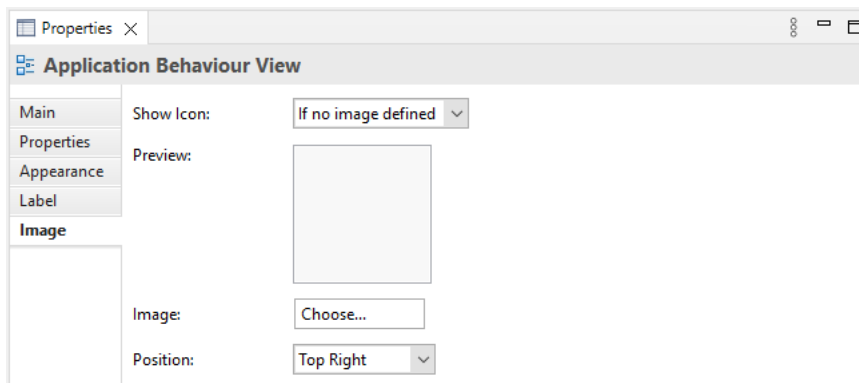 Properties
Application Behaviour View
Main
Properties
Appearance
Label
Image
Show Icon: If no image defined
Preview:
Image: Choose...
Position: Top Right